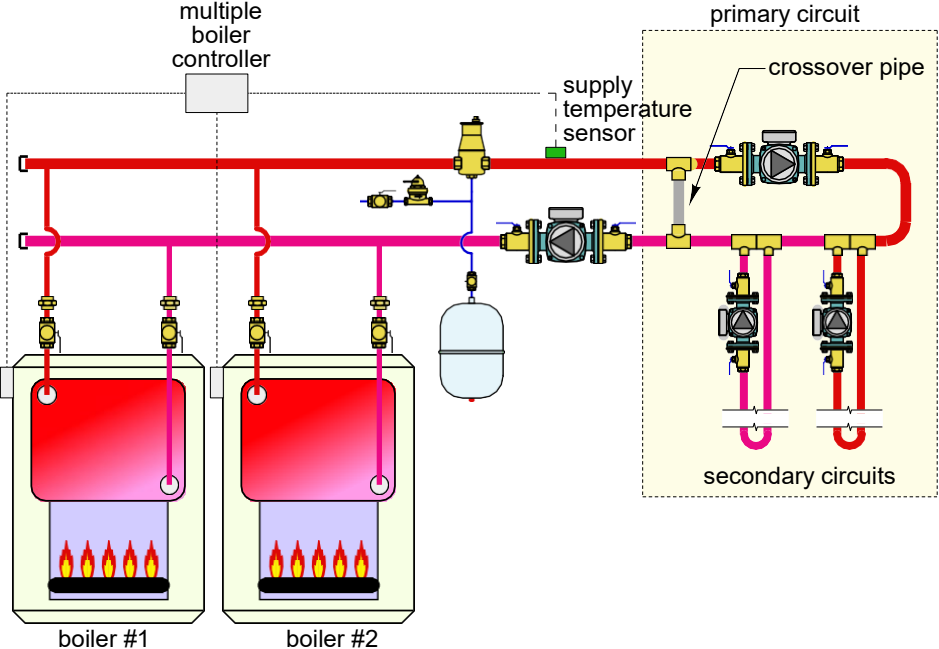 multiple
boiler
controller
primary circuit
crossover pipe
supply
temperature
sensor
secondary circuits
boiler #1
boiler #2